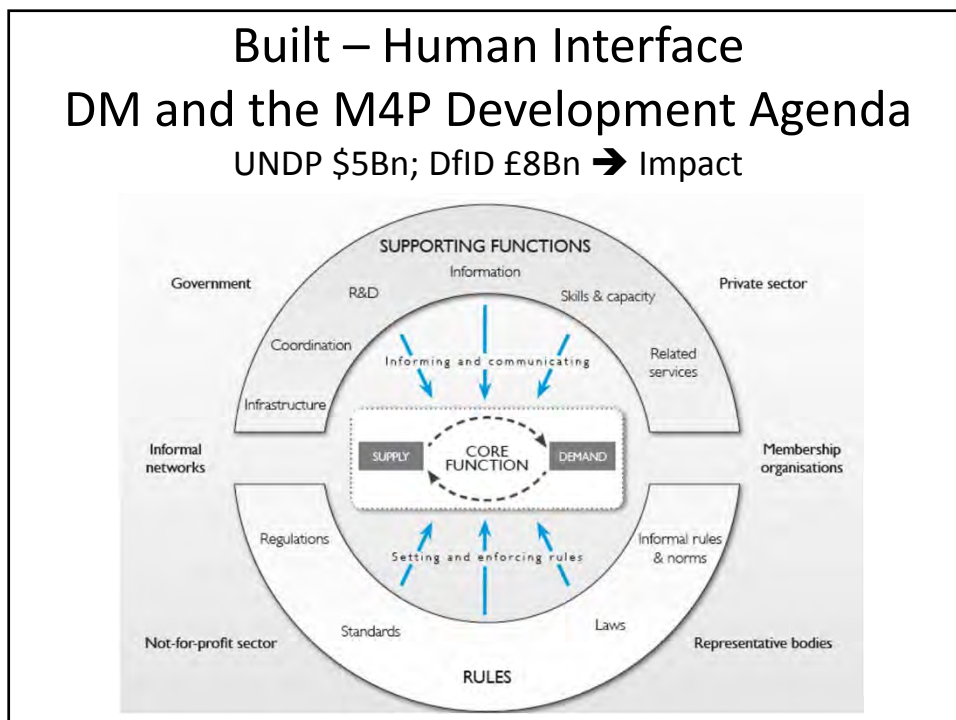 Built – Human Interface
DM and the M4P Development Agenda
UNDP $5Bn; DfID £8Bn ➔ Impact
SUPPORTING FUNCTIONS
Information
Government
Private sector
R&D
Skills & capacity
Coordination
Informing and communicating
Related
services
Infrastructure
Informal
networks
SUPPLY
CORE
FUNCTION
DEMAND
Membership
organisations
Regulations
Informal rules
& norms
Setting and enforcing rules
Standards
Laws
Not-for-profit sector
Representative bodies
RULES